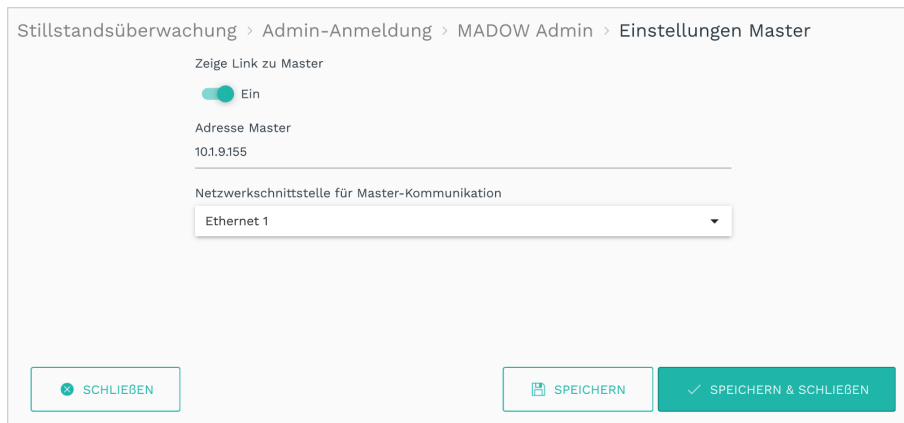 Stillstandsüberwachung > Admin-Anmeldung > MADOW Admin > Einstellungen Master
Zeige Link zu Master
Ein
Adresse Master
10.1.9.155
Netzwerkschnittstelle für Master-Kommunikation
Ethernet 1
SCHLIEßEN
SPEICHERN
SPEICHERN & SCHLIEßEN